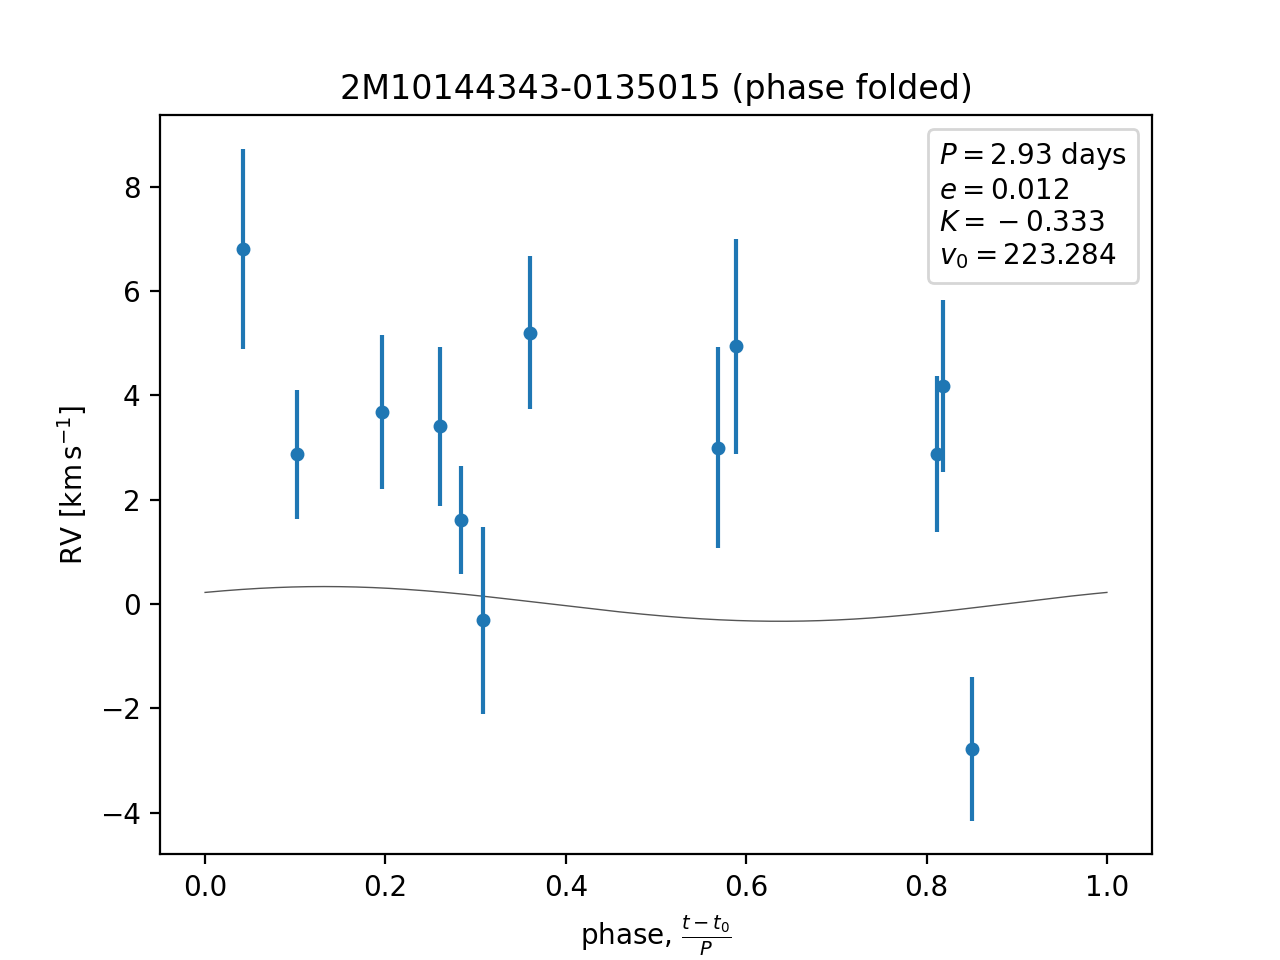 2M10144343-0135015 (phase folded)
P = 2.93 days
e = 0.012
K = −0.333
v₀ = 223.284
RV [km s⁻¹]
8
6
4
2
0
−2
−4
0.0 0.2 0.4 0.6 0.8 1.0
phase, (t − t₀)/P